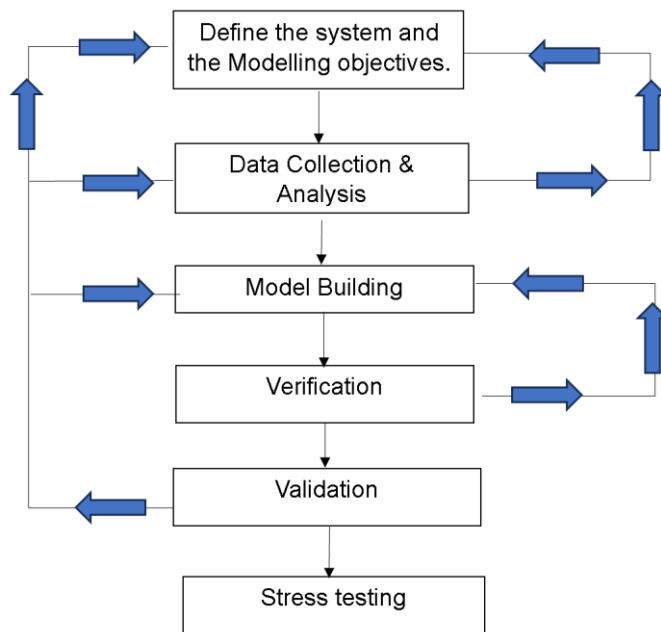 Define the system and
the Modelling objectives.
Data Collection &
Analysis
Model Building
Verification
Validation
Stress testing